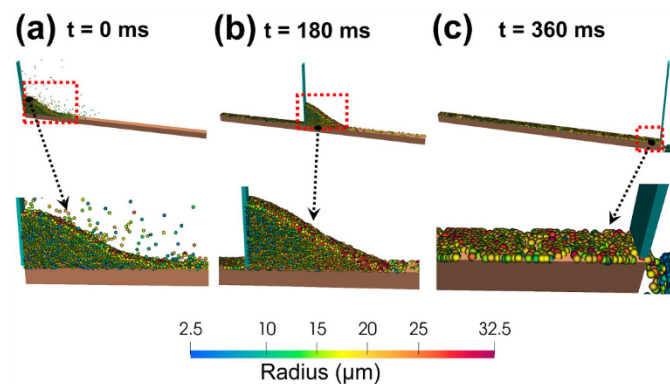 (a) t = 0 ms
(b) t = 180 ms
(c) t = 360 ms
2.5 10 15 20 25 32.5
Radius (μm)